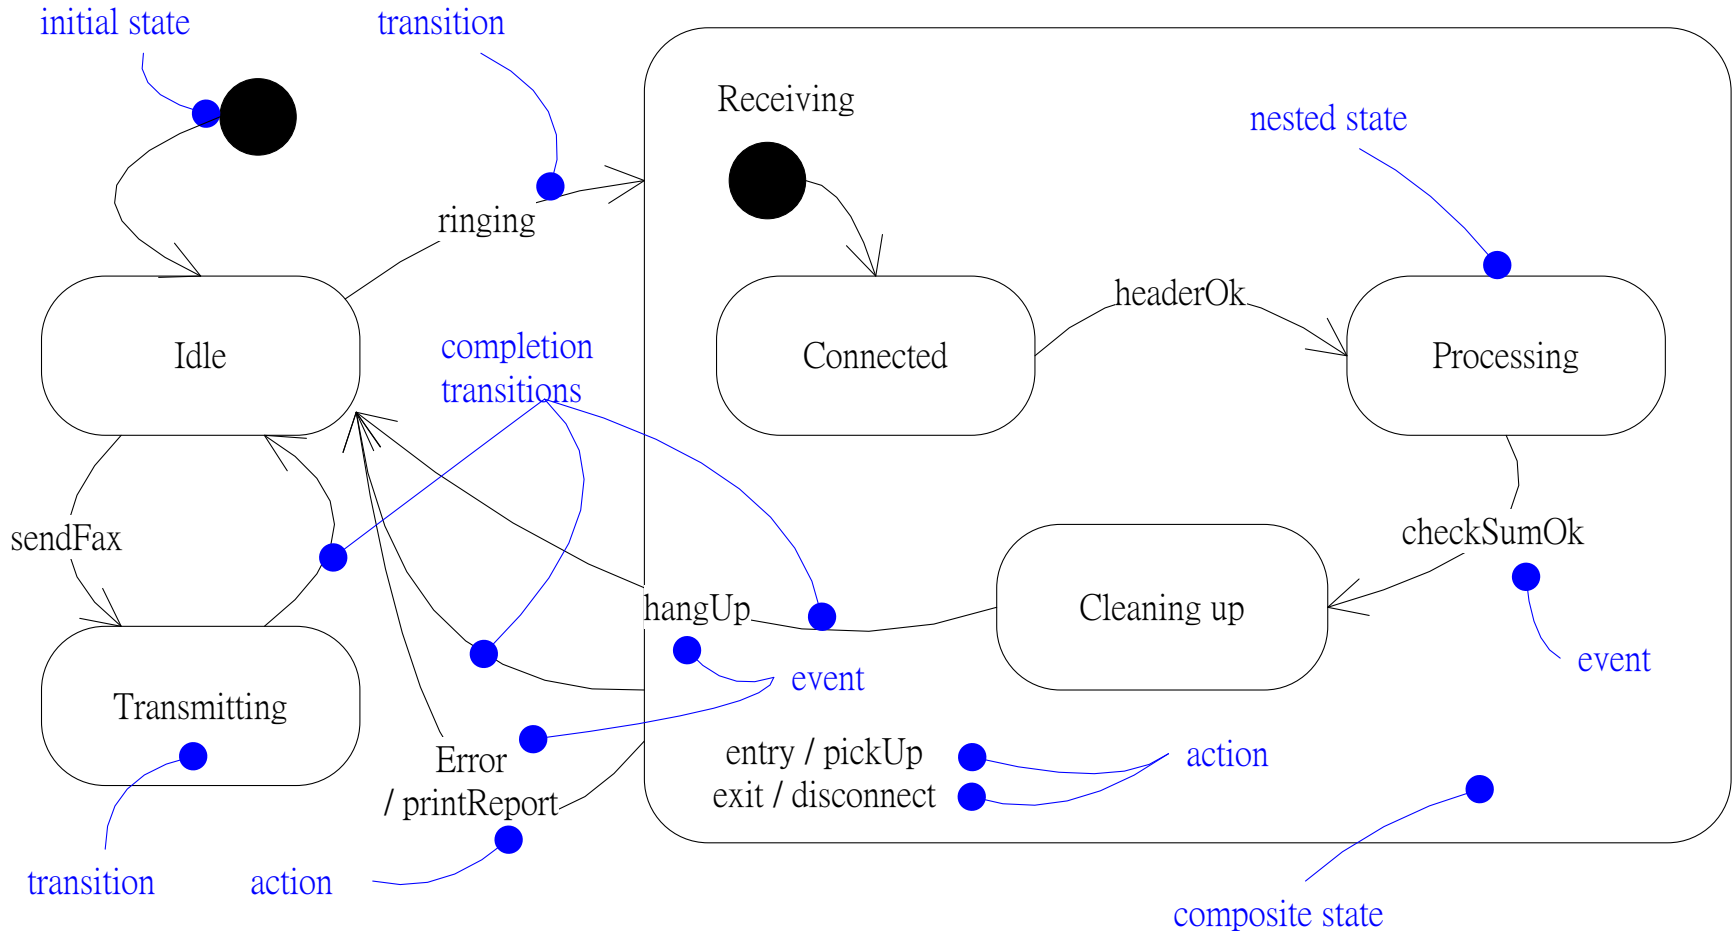 initial state
transition
Receiving
nested state
ringing
headerOk
Idle
completion
transitions
Connected
Processing
sendFax
checkSumOk
hangUp
Cleaning up
event
event
Transmitting
Error
/ printReport
entry / pickUp
exit / disconnect
action
transition
action
composite state